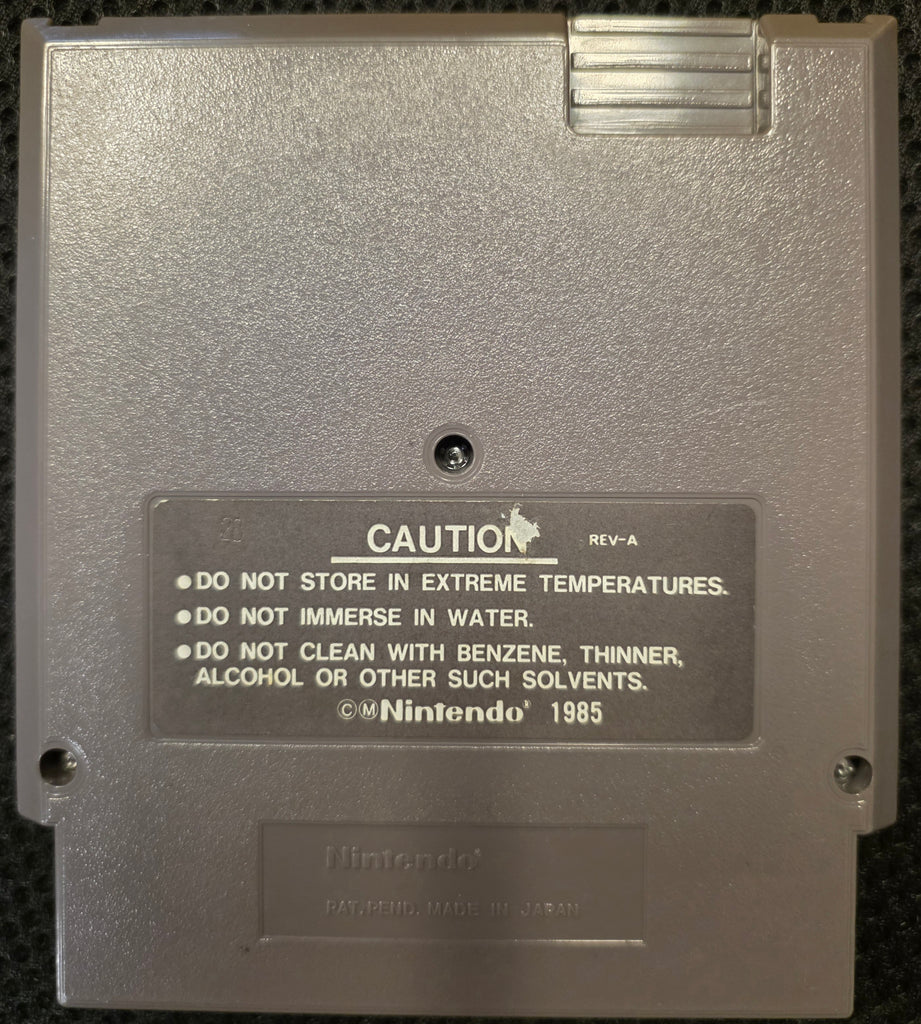 CAUTION
REV-A
●DO NOT STORE IN EXTREME TEMPERATURES.
●DO NOT IMMERSE IN WATER.
●DO NOT CLEAN WITH BENZENE, THINNER,
ALCOHOL OR OTHER SUCH SOLVENTS.
©ⓂNintendo® 1985
Nintendo®
PAT.PEND. MADE IN JAPAN